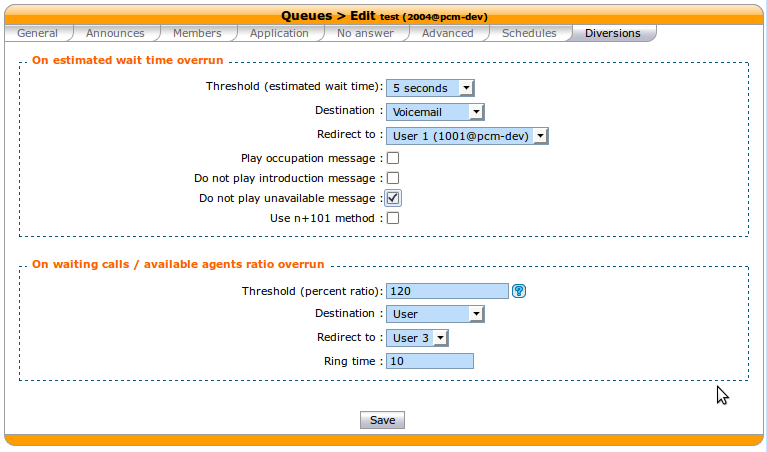 Queues > Edit test (2004@pcm-dev)
General Announces Members Application No answer Advanced Schedules Diversions
On estimated wait time overrun
Threshold (estimated wait time): 5 seconds
Destination : Voicemail
Redirect to : User 1 (1001@pcm-dev)
Play occupation message :
Do not play introduction message :
Do not play unavailable message :
Use n+101 method :
On waiting calls / available agents ratio overrun
Threshold (percent ratio): 120 ?
Destination : User
Redirect to : User 3
Ring time : 10
Save